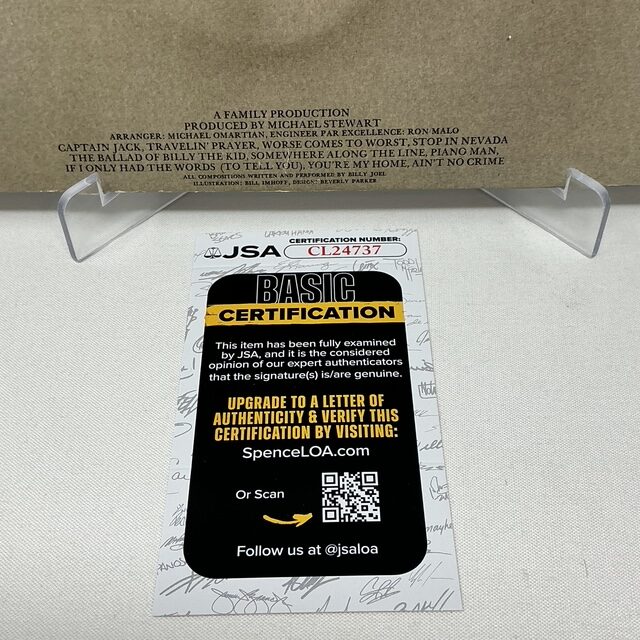 A FAMILY PRODUCTION
PRODUCED BY MICHAEL STEWART
ARRANGER: MICHAEL OMARTIAN, ENGINEER PAR EXCELLENCE: RON MALO
CAPTAIN JACK, TRAVELIN' PRAYER, WORSE COMES TO WORST, STOP IN NEVADA
THE BALLAD OF BILLY THE KID, SOMEWHERE ALONG THE LINE, PIANO MAN,
IF I ONLY HAD THE WORDS (TO TELL YOU), YOU'RE MY HOME, AIN'T NO CRIME
ALL COMPOSITIONS WRITTEN AND PERFORMED BY BILLY JOEL
ILLUSTRATION: BILL IMHOFF, DESIGN: BEVERLY PARKER
JSA
CERTIFICATION NUMBER:
CL24737
BASIC
CERTIFICATION
This item has been fully examined
by JSA, and it is the considered
opinion of our expert authenticators
that the signature(s) is/are genuine.
UPGRADE TO A LETTER OF
AUTHENTICITY & VERIFY THIS
CERTIFICATION BY VISITING:
SpenceLOA.com
Or Scan
Follow us at @jsaloa